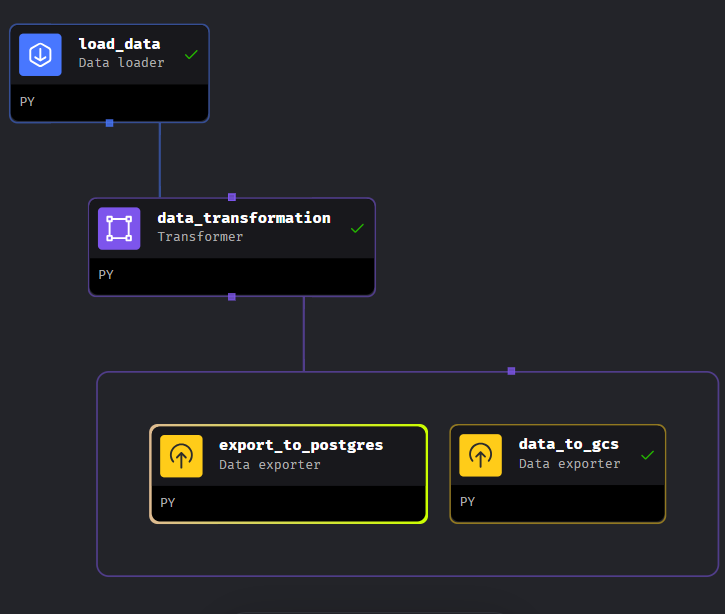 load_data
Data loader
PY
data_transformation
Transformer
PY
export_to_postgres
Data exporter
PY
data_to_gcs
Data exporter
PY